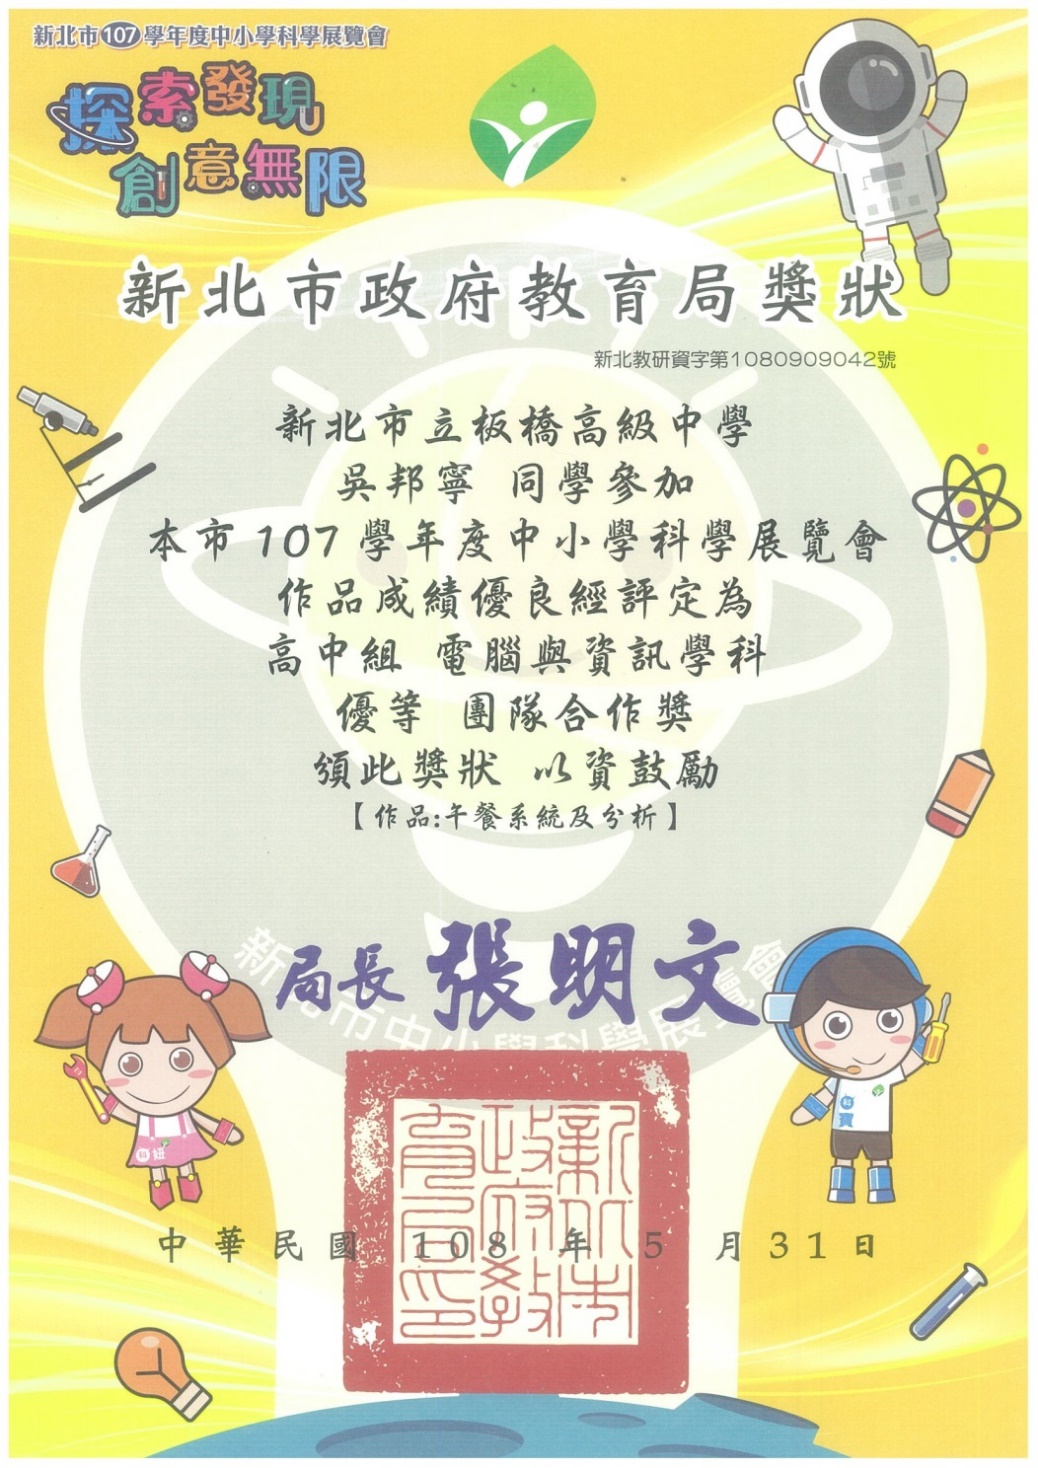 新北市107學年度中小學科學展覽會
探索發現
創意無限
新北市政府教育局獎狀
新北教研資字第1080909042號
新北市立板橋高級中學
吳邦寧 同學參加
本市107學年度中小學科學展覽會
作品成績優良經評定為
高中組 電腦與資訊學科
優等 團隊合作獎
頒此獎狀 以資鼓勵
【作品:午餐系統及分析】
新北市中小學科學展覽會
局長 張明文
科妞
科寶
新北市
政府教
育局印
中華民國 108 年 5 月 31 日